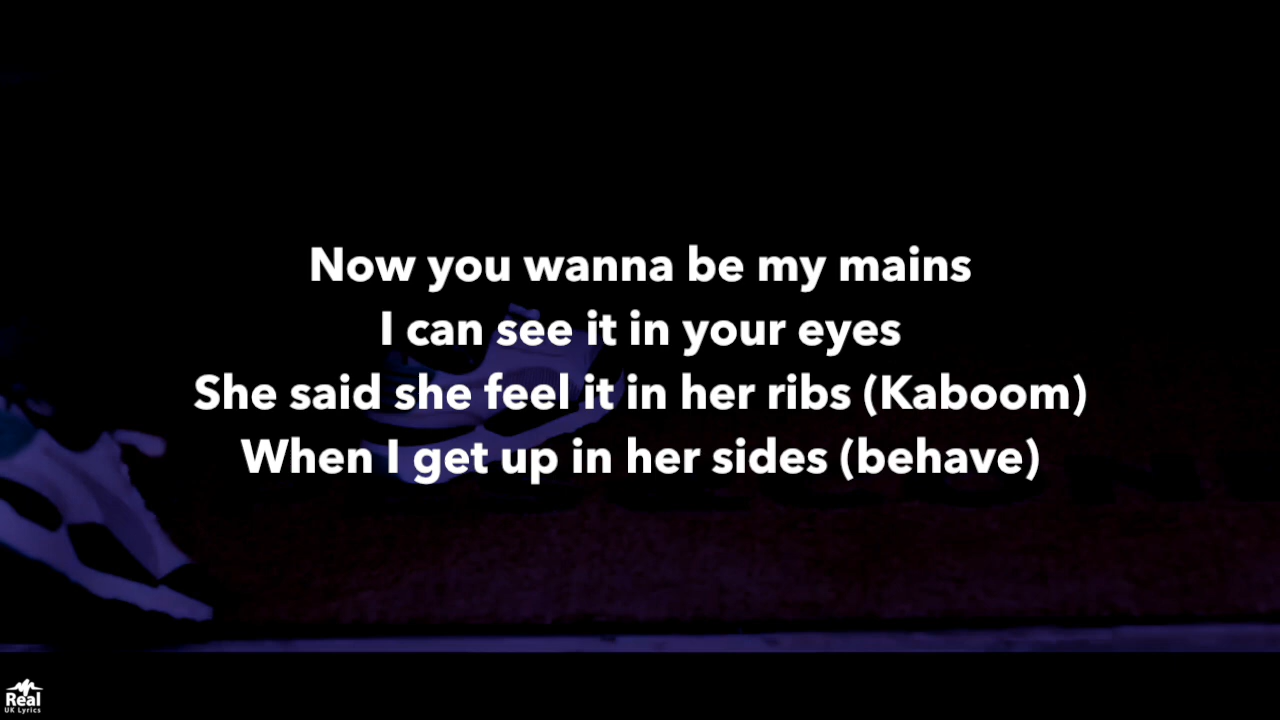 Now you wanna be my mains
I can see it in your eyes
She said she feel it in her ribs (Kaboom)
When I get up in her sides (behave)
Real
UK Lyrics